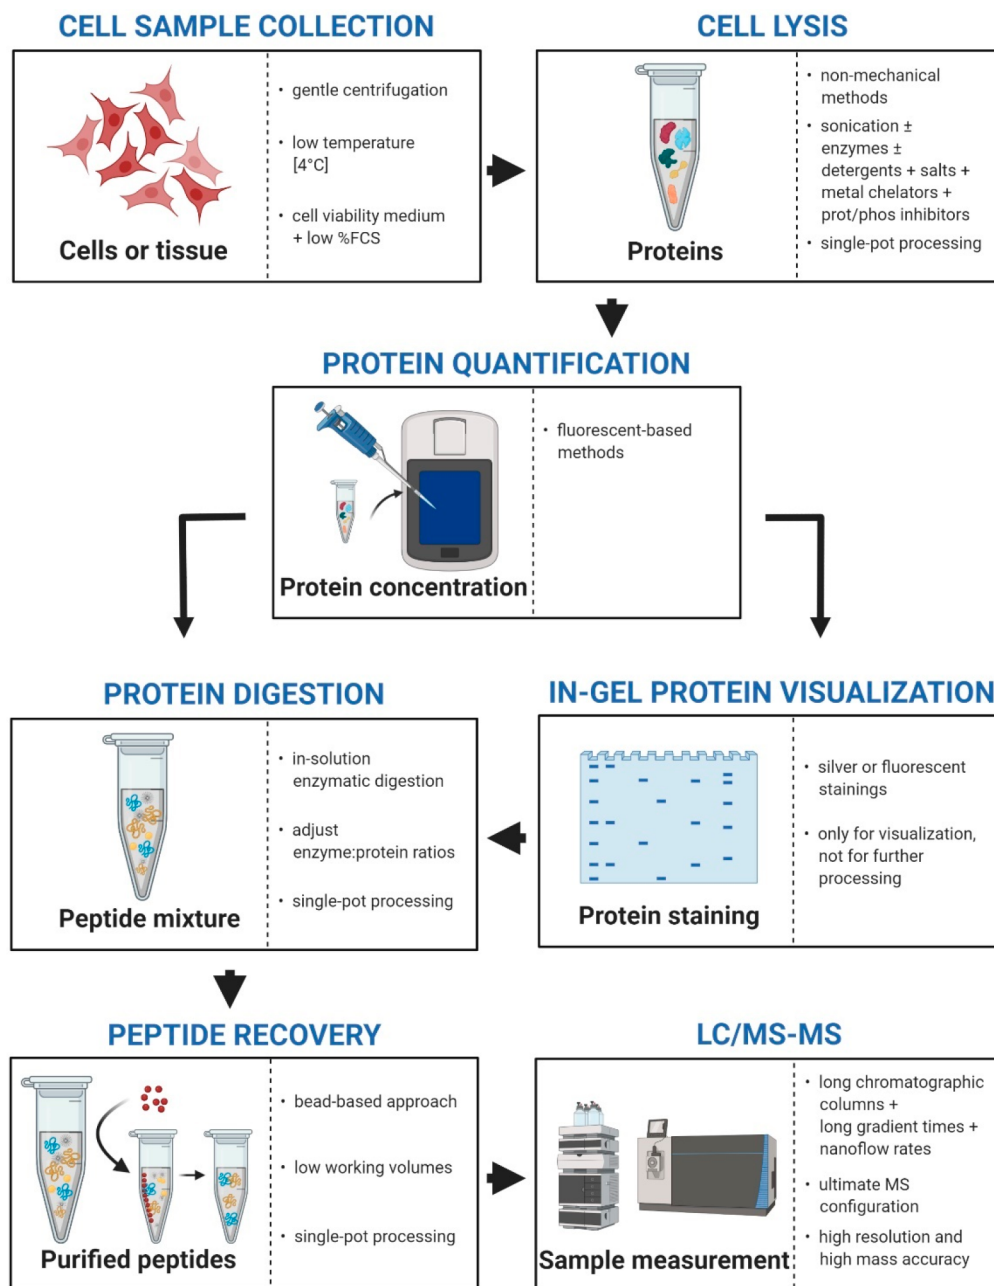 CELL SAMPLE COLLECTION
• gentle centrifugation
• low temperature
[4°C]
• cell viability medium
+ low %FCS
Cells or tissue
CELL LYSIS
• non-mechanical
methods
• sonication ±
enzymes ±
detergents + salts +
metal chelators +
prot/phos inhibitors
• single-pot processing
Proteins
PROTEIN QUANTIFICATION
• fluorescent-based
methods
Protein concentration
PROTEIN DIGESTION
• in-solution
enzymatic digestion
• adjust
enzyme:protein ratios
• single-pot processing
Peptide mixture
IN-GEL PROTEIN VISUALIZATION
• silver or fluorescent
stainings
• only for visualization,
not for further
processing
Protein staining
PEPTIDE RECOVERY
• bead-based approach
• low working volumes
• single-pot processing
Purified peptides
LC/MS-MS
• long chromatographic
columns +
long gradient times +
nanoflow rates
• ultimate MS
configuration
• high resolution and
high mass accuracy
Sample measurement